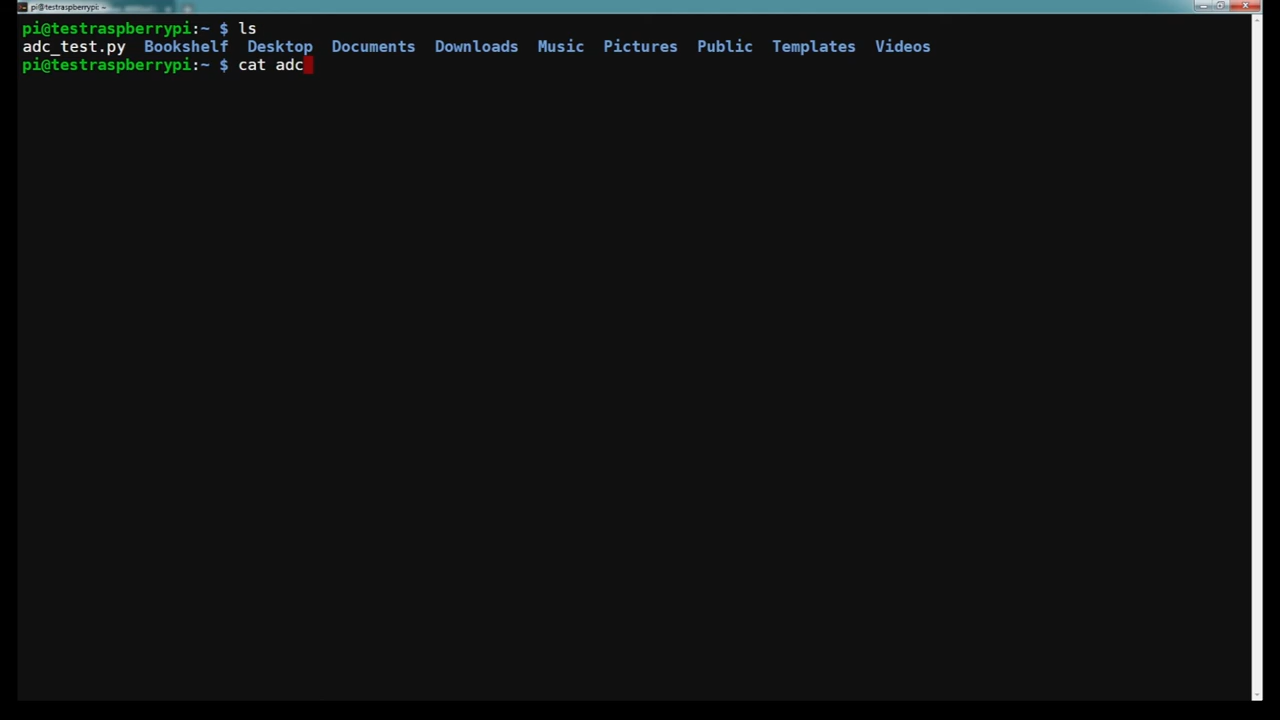 pi@testraspberrypi: ~
pi@testraspberrypi:~ $ ls
adc_test.py  Bookshelf  Desktop  Documents  Downloads  Music  Pictures  Public  Templates  Videos
pi@testraspberrypi:~ $ cat adc